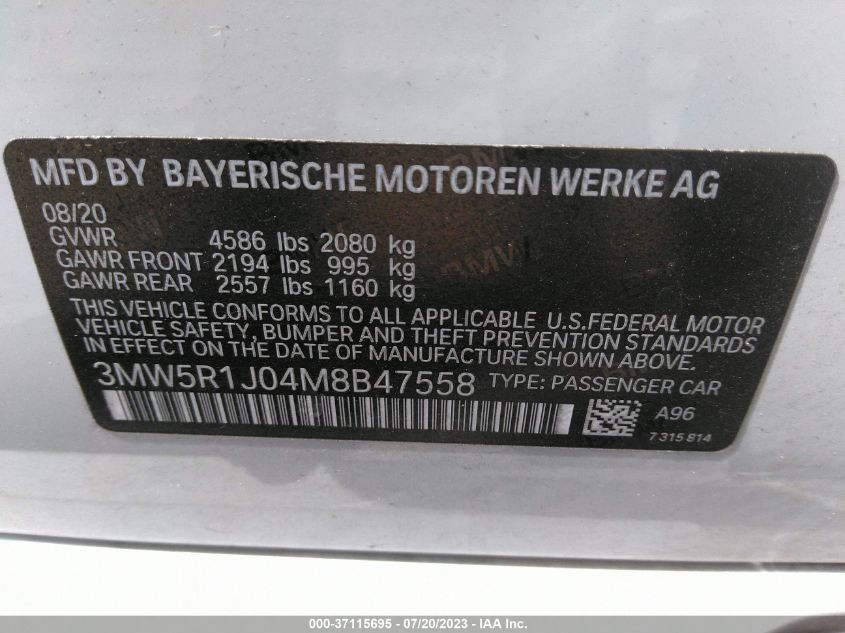 MFD BY BAYERISCHE MOTOREN WERKE AG
08/20
GVWR 4586 lbs 2080 kg
GAWR FRONT 2194 lbs 995 kg
GAWR REAR 2557 lbs 1160 kg
THIS VEHICLE CONFORMS TO ALL APPLICABLE U.S.FEDERAL MOTOR
VEHICLE SAFETY, BUMPER AND THEFT PREVENTION STANDARDS
IN EFFECT ON THE DATE OF MANUFACTURE SHOWN ABOVE.
3MW5R1J04M8B47558 TYPE: PASSENGER CAR
A96
7 315 814
000-37115695 - 07/20/2023 - IAA Inc.